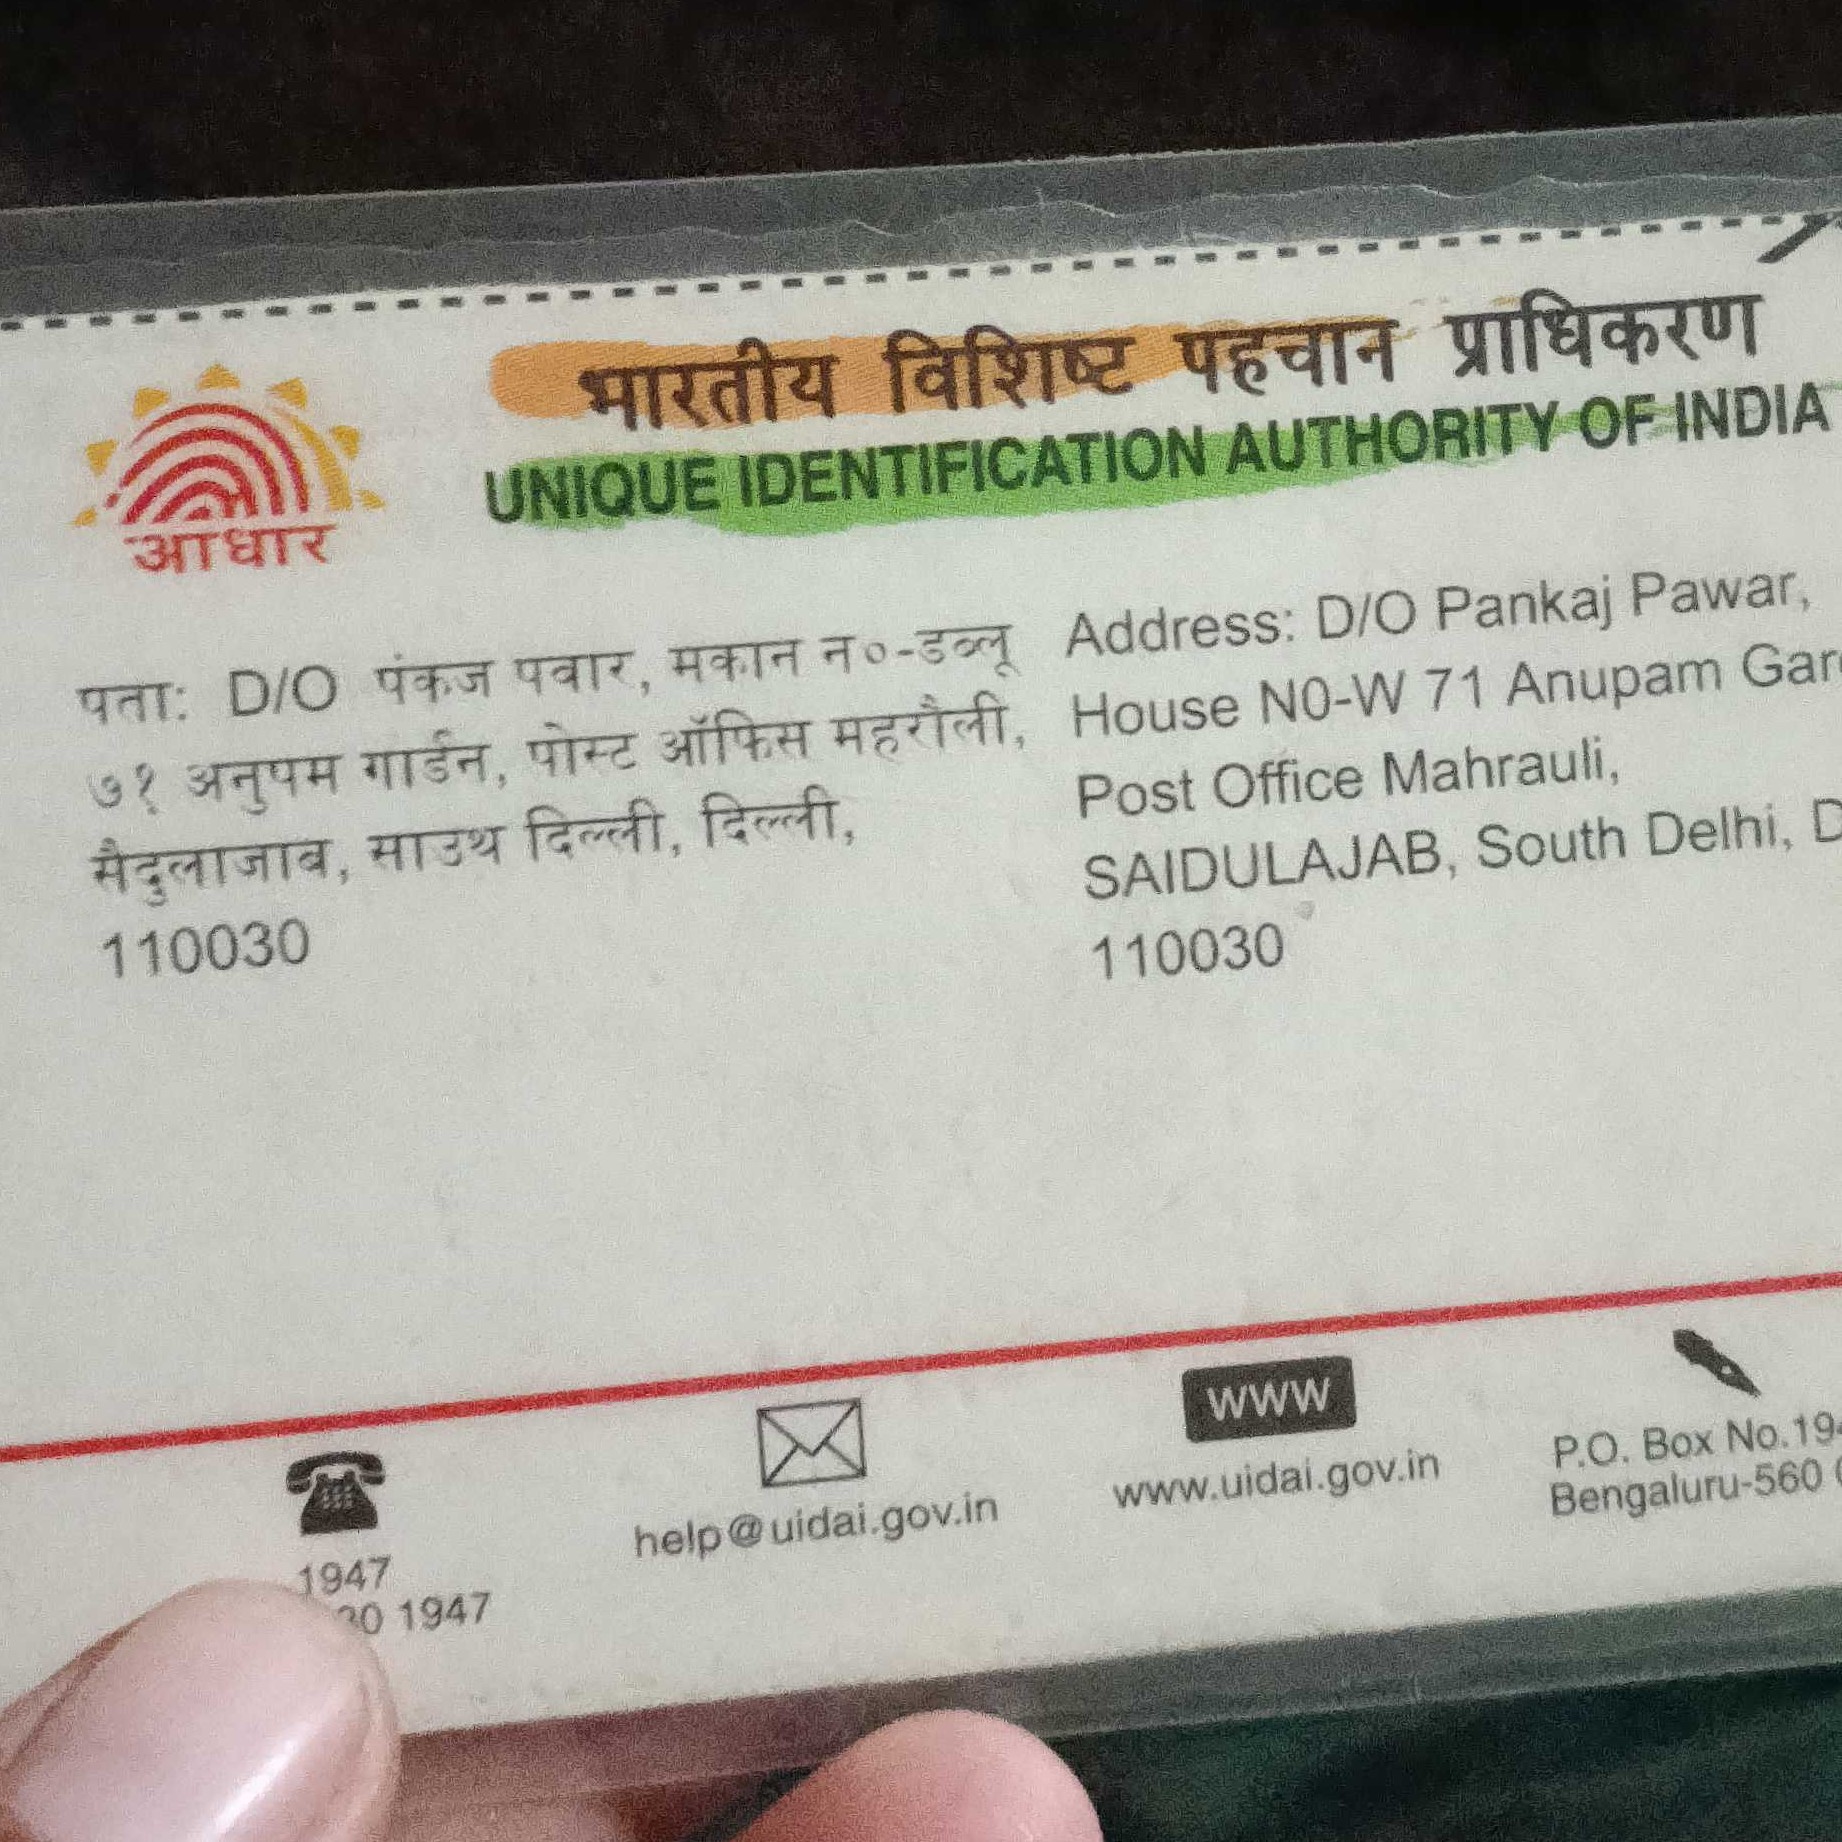 आधार
भारतीय विशिष्ट पहचान प्राधिकरण
UNIQUE IDENTIFICATION AUTHORITY OF INDIA
पता: D/O पंकज पवार, मकान न०-डब्लू
७१ अनुपम गार्डन, पोस्ट ऑफिस महरौली,
सैदुलाजाब, साउथ दिल्ली, दिल्ली,
110030
Address: D/O Pankaj Pawar,
House N0-W 71 Anupam
Post Office Mahrauli,
SAIDULAJAB, South Delhi,
110030
1947
1947
help@uidai.gov.in
WWW
www.uidai.gov.in
P.O. Box No.
Bengaluru-560